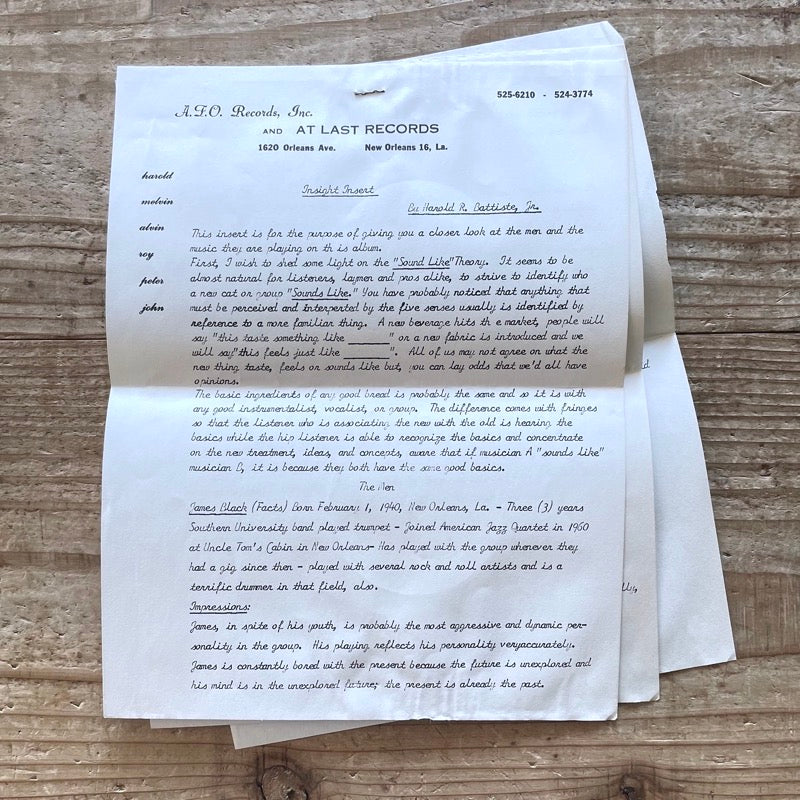 A.F.O. Records, Inc.
525-6210 - 524-3774
AND AT LAST RECORDS
1620 Orleans Ave. New Orleans 16, La.
harold
melvin
alvin
roy
peter
john
Insight Insert
By Harold R. Battiste, Jr.
This insert is for the purpose of giving you a closer look at the men and the
music they are playing on th is album.
First, I wish to shed some light on the "Sound Like"Theory. It seems to be
almost natural for listeners, laymen and pros alike, to strive to identify who
a new cat or group "Sounds Like." You have probably noticed that anything that
must be perceived and interperted by the five senses usually is identified by
reference to a more familiar thing. A new beverage hits th e market, people will
say "this taste something like ______" or a new fabric is introduced and we
will say"this feels just like ______". All of us may not agree on what the
new thing taste, feels or sounds like but, you can lay odds that we'd all have
opinions.
The basic ingredients of any good bread is probably the same and so it is with
any good instrumentalist, vocalist, or group. The difference comes with fringes
so that the listener who is associating the new with the old is hearing the
basics while the hip listener is able to recognize the basics and concentrate
on the new treatment, ideas, and concepts, aware that if musician A "sounds like"
musician B, it is because they both have the same good basics.
The Men
James Black (Facts) Born February 1, 1940, New Orleans, La. - Three (3) years
Southern University band played trumpet - Joined American Jazz Quartet in 1960
at Uncle Tom's Cabin in New Orleans- Has played with the group whenever they
had a gig since then - played with several rock and roll artists and is a
terrific drummer in that field, also.
Impressions:
James, in spite of his youth, is probably the most aggressive and dynamic per-
sonality in the group. His playing reflects his personality veryaccurately.
James is constantly bored with the present because the future is unexplored and
his mind is in the unexplored future; the present is already the past.